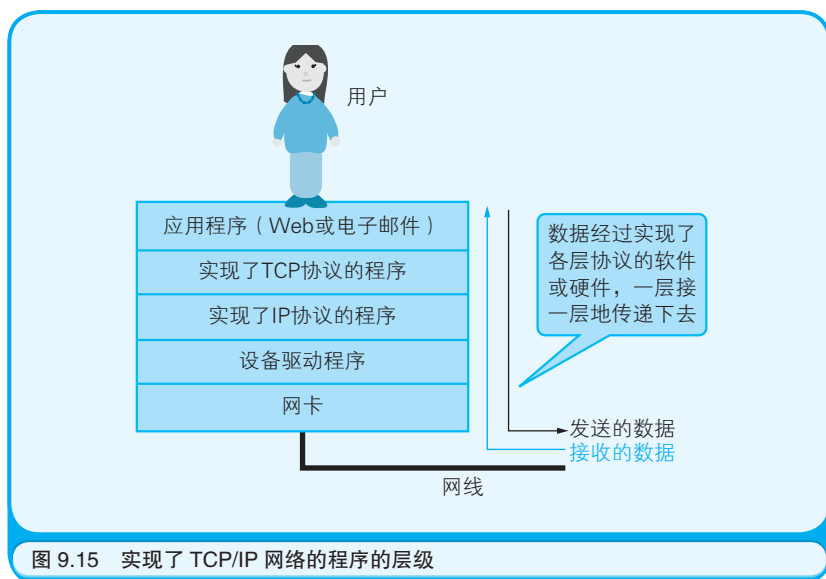 用户
应用程序（Web或电子邮件）
实现了TCP协议的程序
实现了IP协议的程序
设备驱动程序
网卡
数据经过实现了
各层协议的软件
或硬件，一层接
一层地传递下去
发送的数据
接收的数据
网线
图 9.15 实现了 TCP/IP 网络的程序的层级